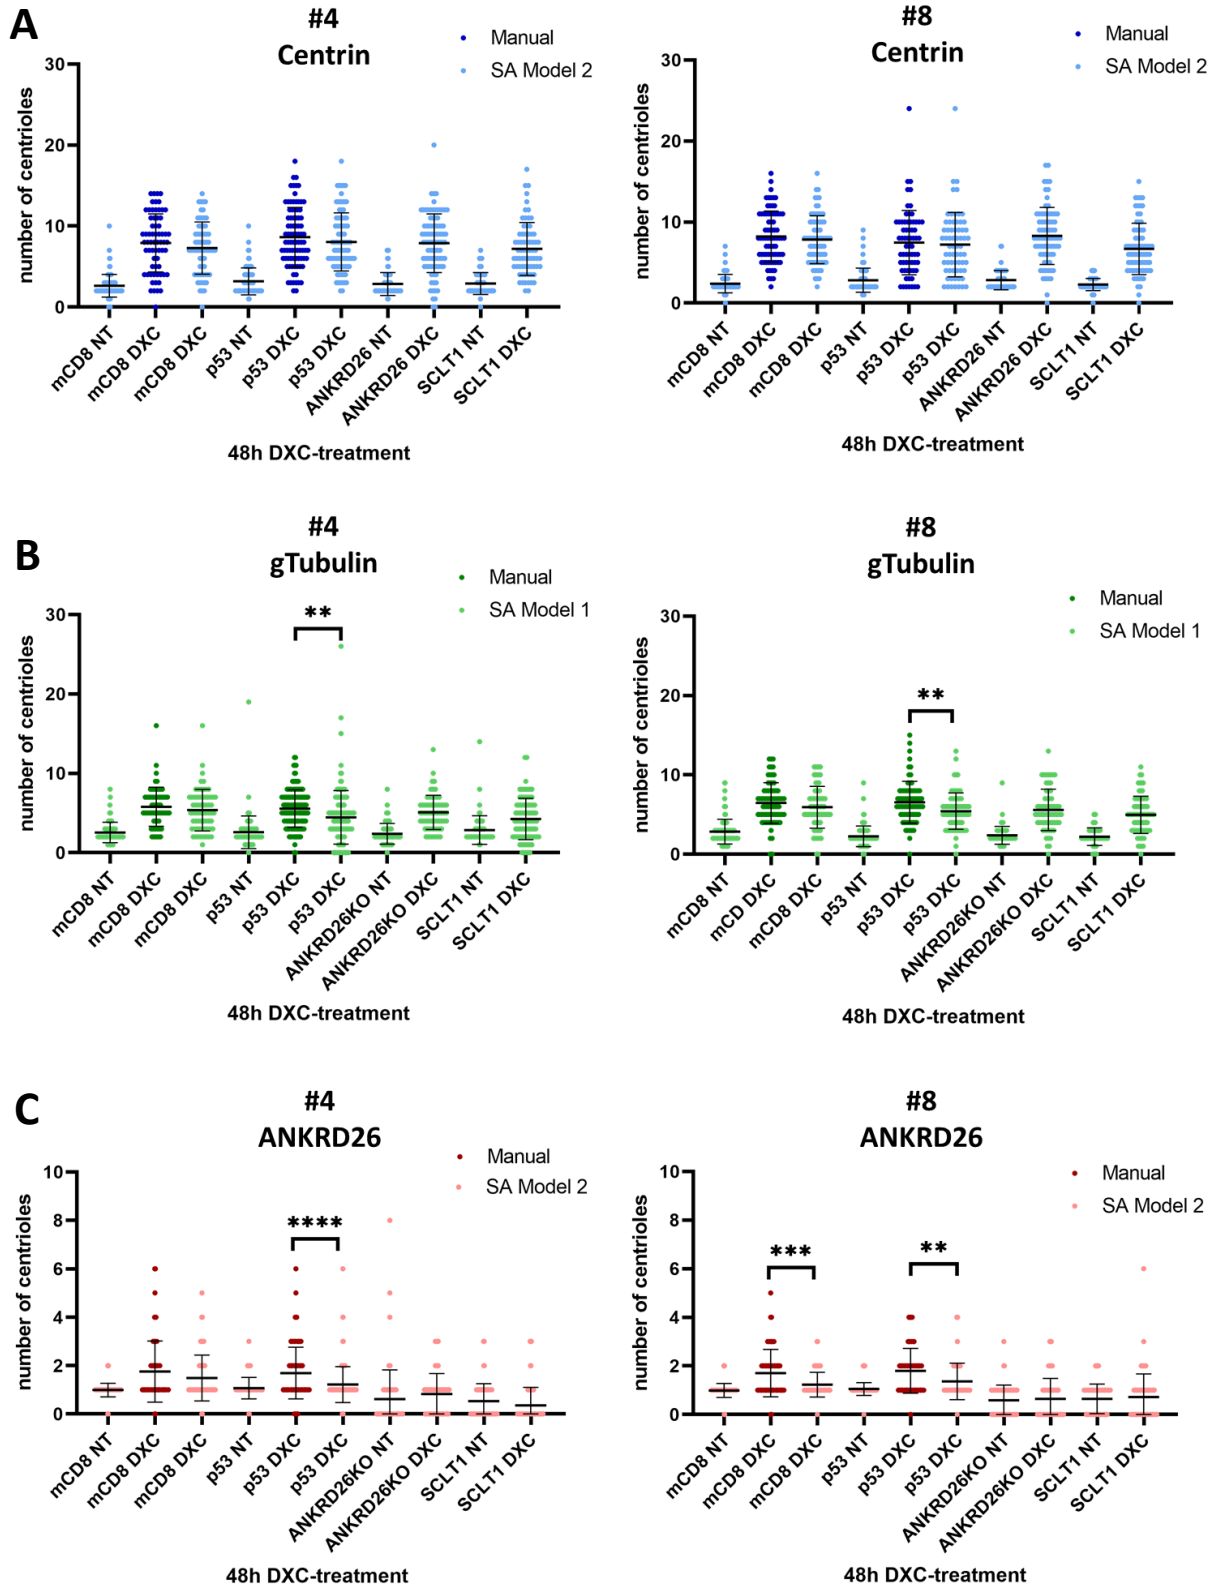 A
#4
Centrin
Manual
SA Model 2
number of centrioles
30
20
10
0
mCD8 NT
mCD8 DXC
mCD8 DXC
p53 NT
p53 DXC
p53 DXC
ANKRD26 NT
ANKRD26 DXC
SCLT1 NT
SCLT1 DXC
48h DXC-treatment
#8
Centrin
Manual
SA Model 2
number of centrioles
30
20
10
0
mCD8 NT
mCD8 DXC
mCD8 DXC
p53 NT
p53 DXC
p53 DXC
ANKRD26 NT
ANKRD26 DXC
SCLT1 NT
SCLT1 DXC
48h DXC-treatment
B
#4
gTubulin
Manual
SA Model 1
number of centrioles
30
20
10
0
**
mCD8 NT
mCD8 DXC
mCD8 DXC
p53 NT
p53 DXC
p53 DXC
ANKRD26KO NT
ANKRD26KO DXC
SCLT1 NT
SCLT1 DXC
48h DXC-treatment
#8
gTubulin
Manual
SA Model 1
number of centrioles
30
20
10
0
**
mCD8 NT
mCD DXC
mCD8 DXC
p53 NT
p53 DXC
p53 DXC
ANKRD26KO NT
ANKRD26KO DXC
SCLT1 NT
SCLT1 DXC
48h DXC-treatment
C
#4
ANKRD26
Manual
SA Model 2
number of centrioles
10
8
6
4
2
0
****
mCD8 NT
mCD8 DXC
mCD8 DXC
p53 NT
p53 DXC
p53 DXC
ANKRD26KO NT
ANKRD26KO DXC
SCLT1 NT
SCLT1 DXC
48h DXC-treatment
#8
ANKRD26
Manual
SA Model 2
number of centrioles
10
8
6
4
2
0
***
**
mCD8 NT
mCD8 DXC
mCD8 DXC
p53 NT
p53 DXC
p53 DXC
ANKRD26KO NT
ANKRD26KO DXC
SCLT1 NT
SCLT1 DXC
48h DXC-treatment